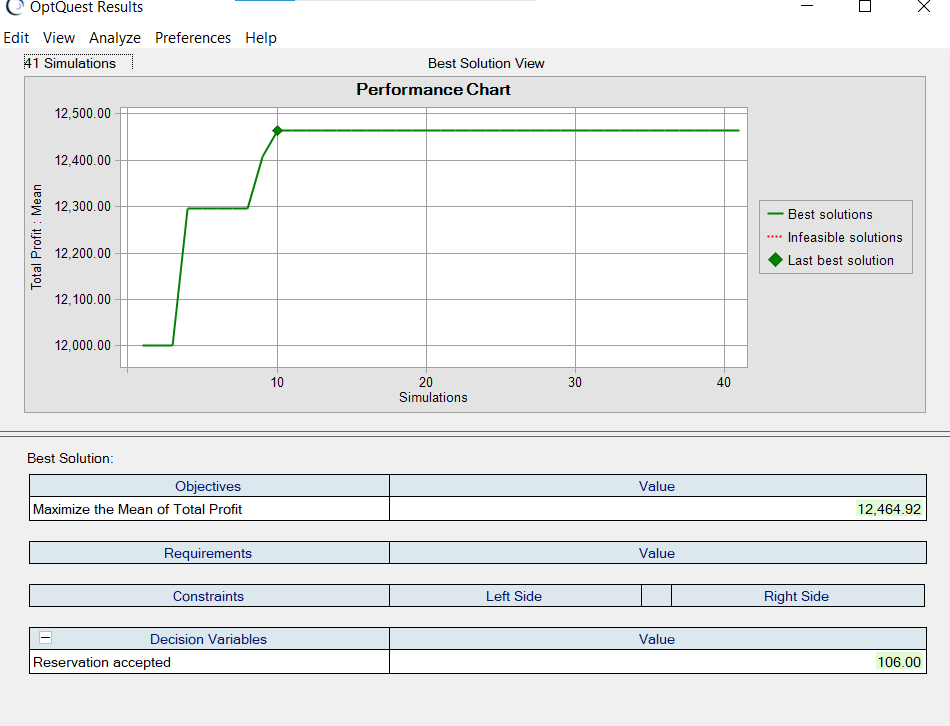 OptQuest Results
Edit View Analyze Preferences Help
41 Simulations
Best Solution View
Performance Chart
12,500.00
12,400.00
12,300.00
12,200.00
12,100.00
12,000.00
Total Profit : Mean
10 20 30 40
Simulations
Best solutions
Infeasible solutions
Last best solution
Best Solution:
Objectives Value
Maximize the Mean of Total Profit 12,464.92
Requirements Value
Constraints Left Side Right Side
Decision Variables Value
Reservation accepted 106.00